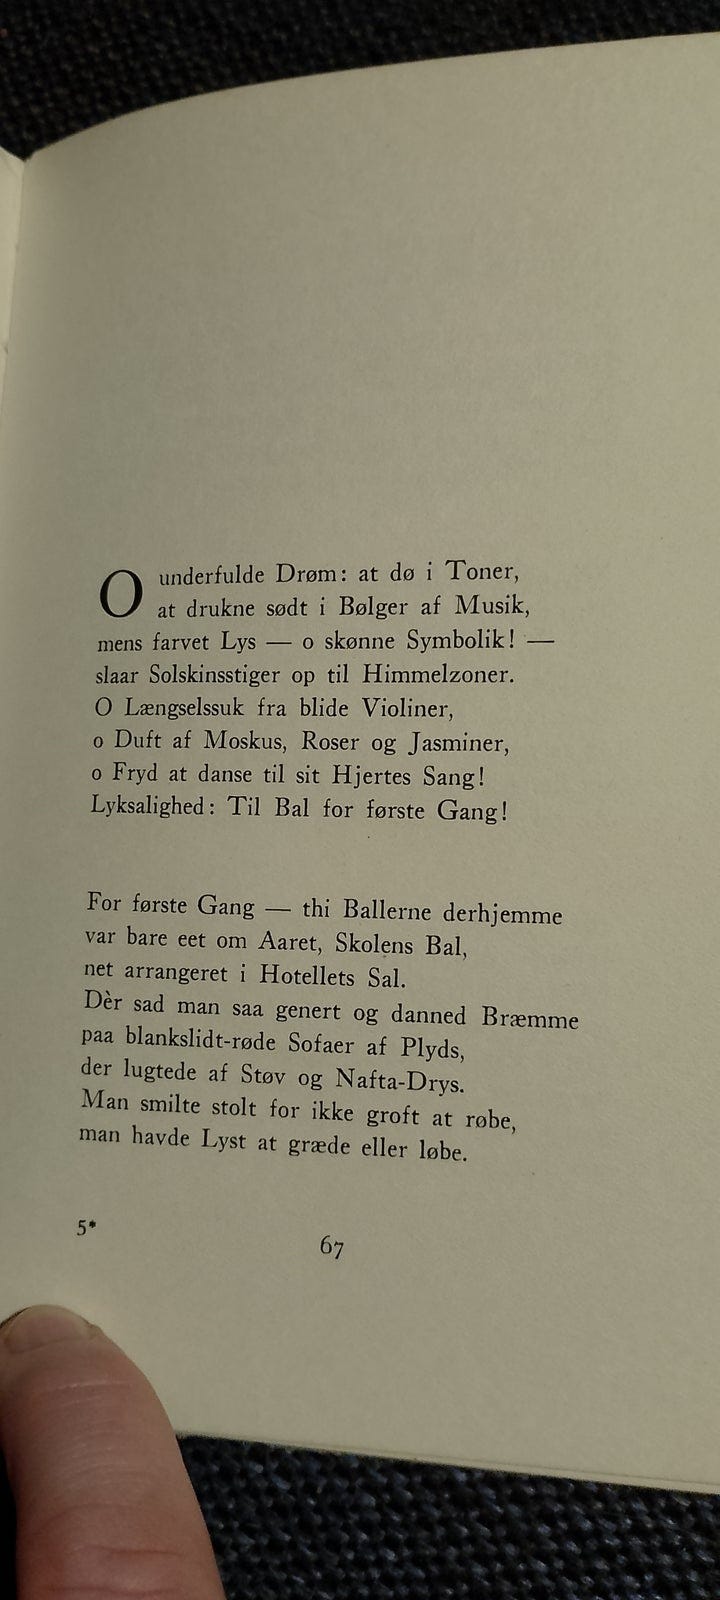 O underfulde Drøm: at dø i Toner,
at drukne sødt i Bølger af Musik,
mens farvet Lys — o skønne Symbolik! —
slaar Solskinsstiger op til Himmelzoner.
O Længselssuk fra blide Violiner,
o Duft af Moskus, Roser og Jasminer,
o Fryd at danse til sit Hjertes Sang!
Lyksalighed: Til Bal for første Gang!
For første Gang — thi Ballerne derhjemme
var bare eet om Aaret, Skolens Bal,
net arrangeret i Hotellets Sal.
Dèr sad man saa genert og danned Bræmme
paa blankslidt-røde Sofaer af Plyds,
der lugtede af Støv og Nafta-Drys.
Man smilte stolt for ikke groft at røbe,
man havde Lyst at græde eller løbe.
5*
67